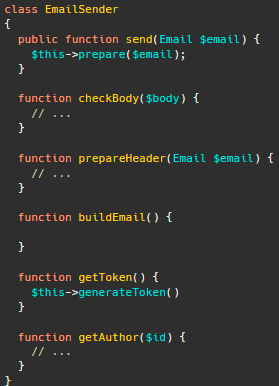 class EmailSender
{
  public function send(Email $email) {
    $this->prepare($email);
  }

  function checkBody($body) {
    // ...
  }

  function prepareHeader(Email $email) {
    // ...
  }

  function buildEmail() {

  }

  function getToken() {
    $this->generateToken()
  }

  function getAuthor($id) {
    // ...
  }
}